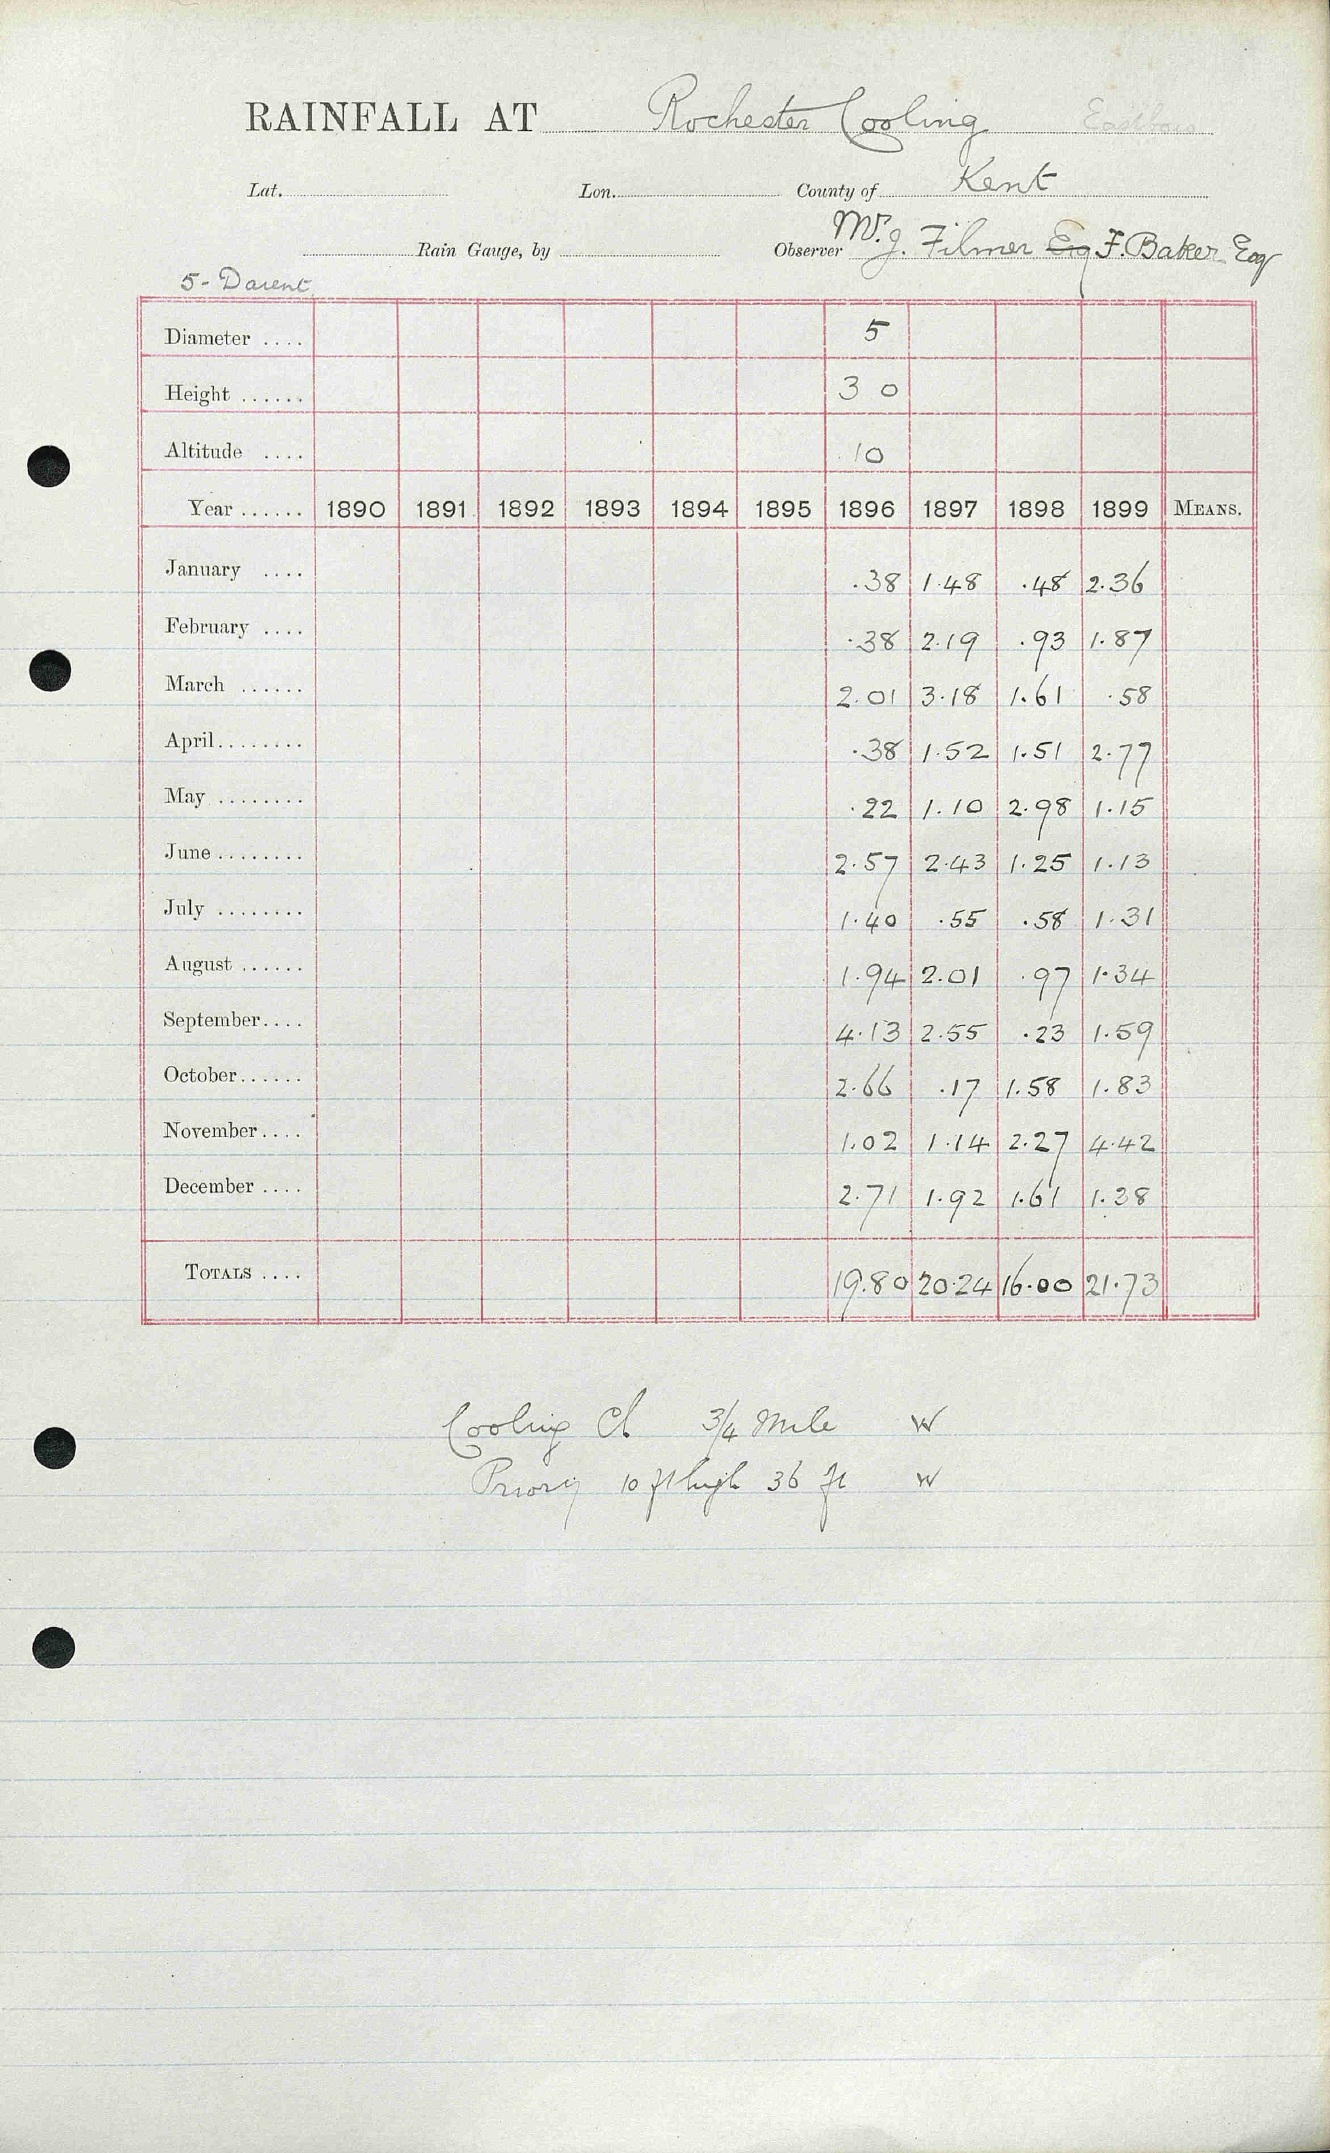 RAINFALL AT Rochester Cooling
Lat. Lon. County of Kent
Rain Gauge, by Observer Mr. J. Filmer Esq F. Baker Esq
5 - Darent
Diameter .... 5
Height ...... 3 0
Altitude .... 10
Year ...... 1890 1891 1892 1893 1894 1895 1896 1897 1898 1899 MEANS.
January .... .38 1.48 .48 2.36
February .... .38 2.19 .93 1.87
March ...... 2.01 3.18 1.61 .58
April ........ .38 1.52 1.51 2.77
May ........ .22 1.10 2.98 1.15
June ........ 2.57 2.43 1.25 1.13
July ........ 1.40 .55 .58 1.31
August ...... 1.94 2.01 .97 1.34
September .... 4.13 2.55 .23 1.59
October ...... 2.66 .17 1.58 1.83
November .... 1.02 1.14 2.27 4.42
December .... 2.71 1.92 1.61 1.38
TOTALS .... 19.80 20.24 16.00 21.73
Cooling Ch 3/4 Mile W
Priory 10 ft high 36 ft W